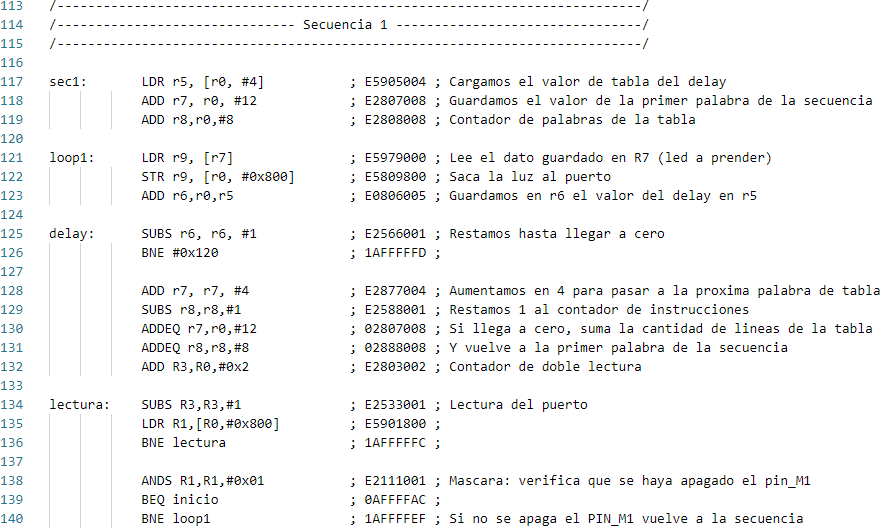 113 /---------------------------------------------------------------------------/
114 /------------------------------ Secuencia 1 -------------------------------/
115 /---------------------------------------------------------------------------/
116
117 sec1: LDR r5, [r0, #4] ; E5905004 ; Cargamos el valor de tabla del delay
118 ADD r7, r0, #12 ; E2807008 ; Guardamos el valor de la primer palabra de la secuencia
119 ADD r8,r0,#8 ; E2808008 ; Contador de palabras de la tabla
120
121 loop1: LDR r9, [r7] ; E5979000 ; Lee el dato guardado en R7 (led a prender)
122 STR r9, [r0, #0x800] ; E5809800 ; Saca la luz al puerto
123 ADD r6,r0,r5 ; E0806005 ; Guardamos en r6 el valor del delay en r5
124
125 delay: SUBS r6, r6, #1 ; E2566001 ; Restamos hasta llegar a cero
126 BNE #0x120 ; 1AFFFFFD ;
127
128 ADD r7, r7, #4 ; E2877004 ; Aumentamos en 4 para pasar a la proxima palabra de tabla
129 SUBS r8,r8,#1 ; E2588001 ; Restamos 1 al contador de instrucciones
130 ADDEQ r7,r0,#12 ; 02807008 ; Si llega a cero, suma la cantidad de lineas de la tabla
131 ADDEQ r8,r8,#8 ; 02888008 ; Y vuelve a la primer palabra de la secuencia
132 ADD R3,R0,#0x2 ; E2803002 ; Contador de doble lectura
133
134 lectura: SUBS R3,R3,#1 ; E2533001 ; Lectura del puerto
135 LDR R1,[R0,#0x800] ; E5901800 ;
136 BNE lectura ; 1AFFFFFC ;
137
138 ANDS R1,R1,#0x01 ; E2111001 ; Mascara: verifica que se haya apagado el pin_M1
139 BEQ inicio ; 0AFFFFAC ;
140 BNE loop1 ; 1AFFFFEF ; Si no se apaga el PIN_M1 vuelve a la secuencia